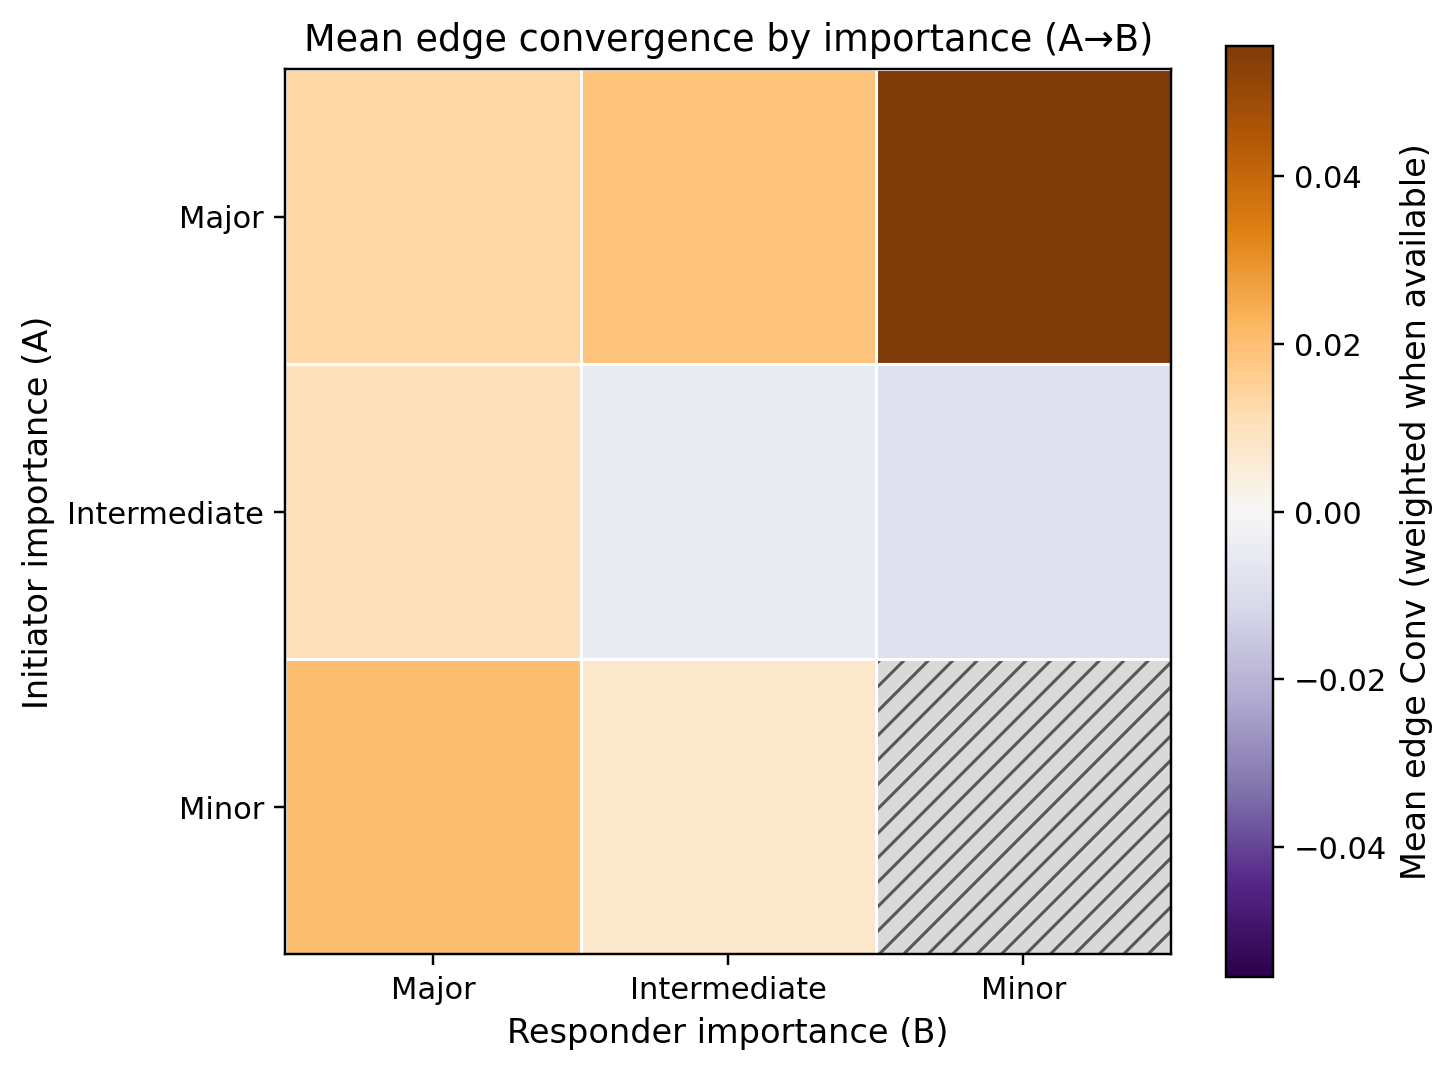 Mean edge convergence by importance (A→B)
Initiator importance (A)
Major
Intermediate
Minor
Major
Intermediate
Minor
Responder importance (B)
0.04
0.02
0.00
−0.02
−0.04
Mean edge Conv (weighted when available)